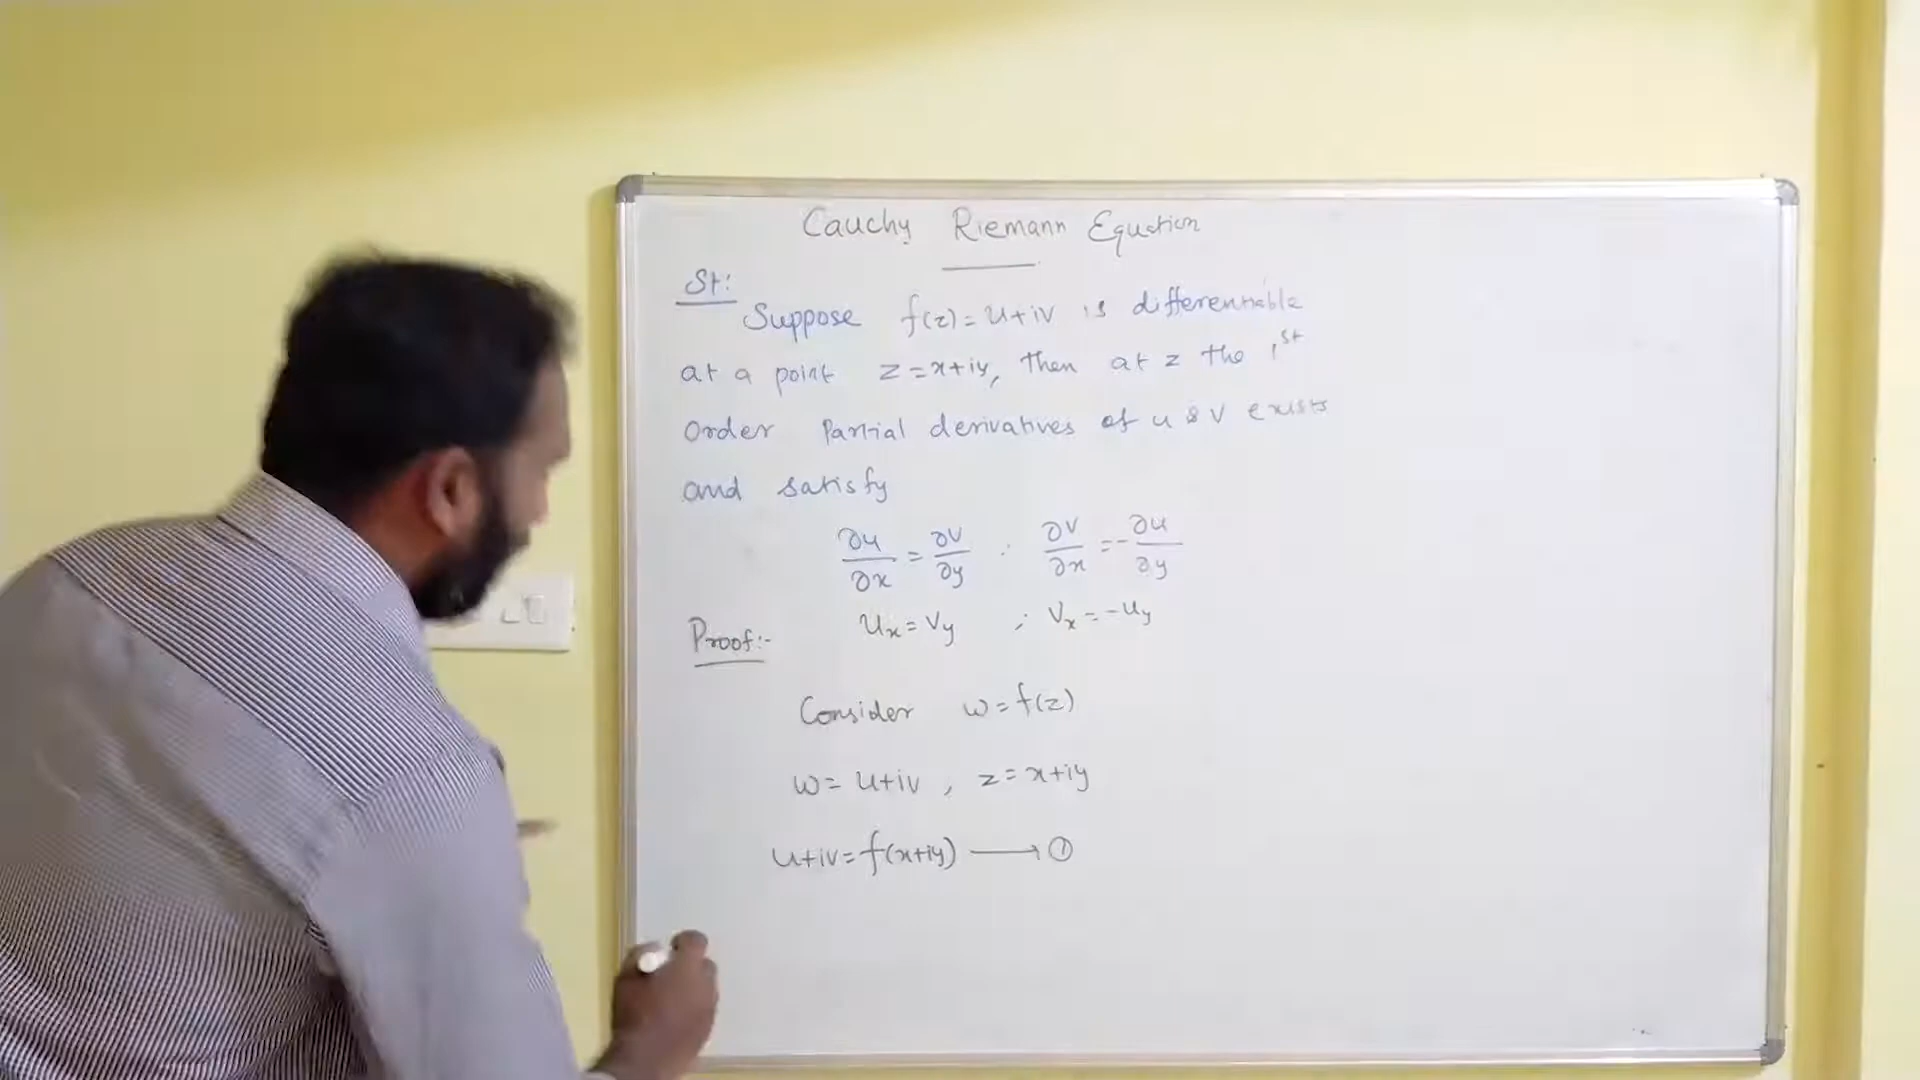 Cauchy Riemann Equation
St:
Suppose f(z) = u+iv is differentiable
at a point z = x+iy, then at z the 1st
order partial derivatives of u & v exists
and satisfy
∂u/∂x = ∂v/∂y ; ∂v/∂x = -∂u/∂y
Proof:- ux = vy ; vx = -uy
Consider w = f(z)
w = u+iv , z = x+iy
u+iv = f(x+iy) ⟶ ①